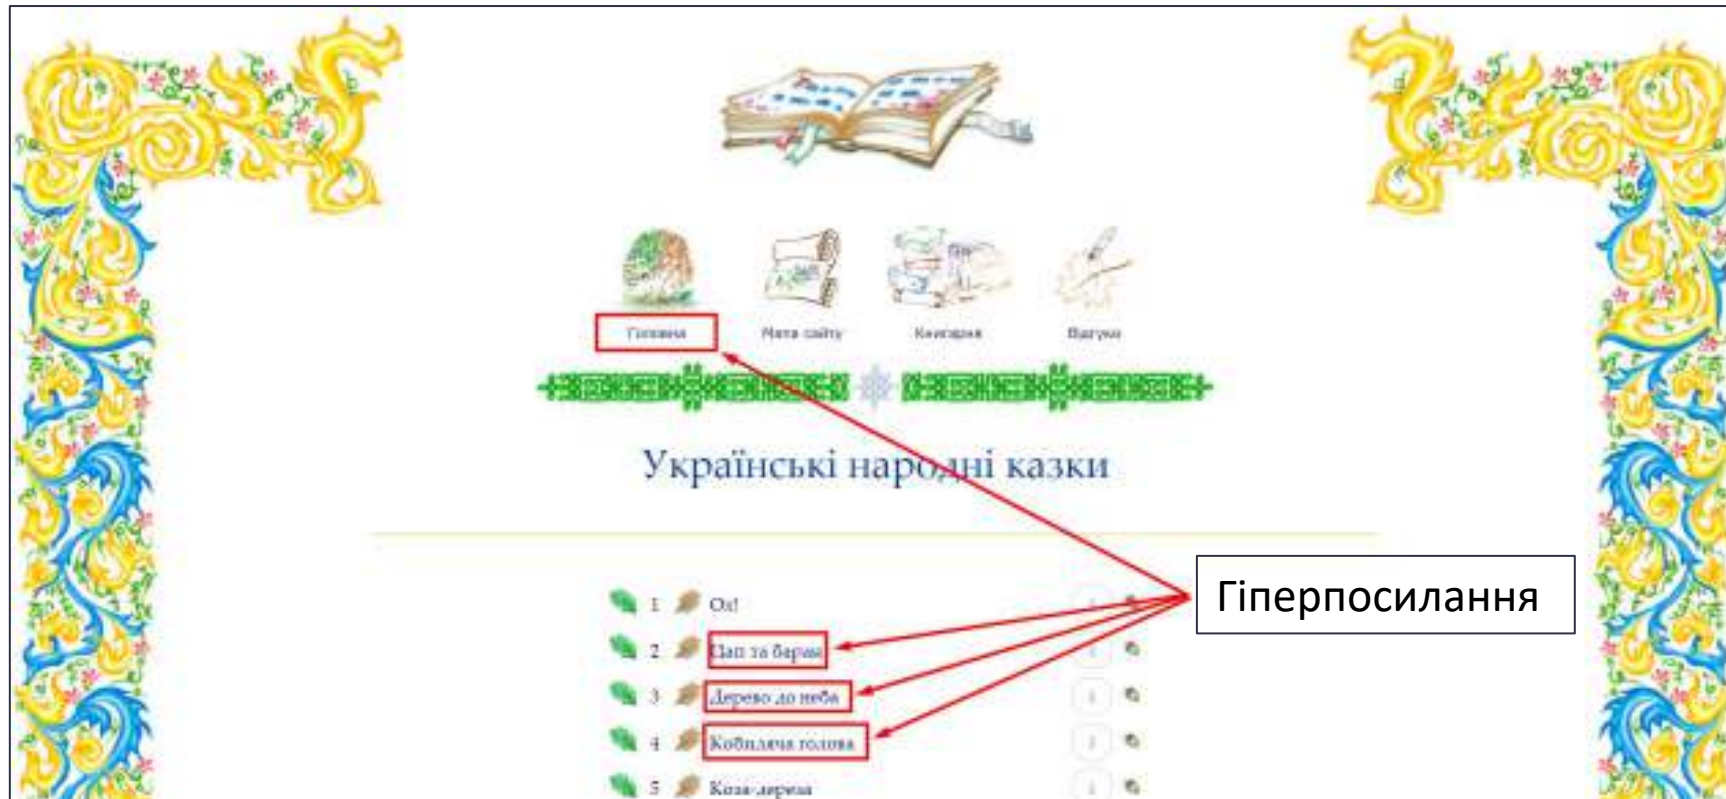 Головна Мета сайту Книгарня Відгуки
Українські народні казки
Гіперпосилання
1 Ох!
2 Цап та баран
3 Дерево до неба
4 Кобиляча голова
5 Коза-дереза